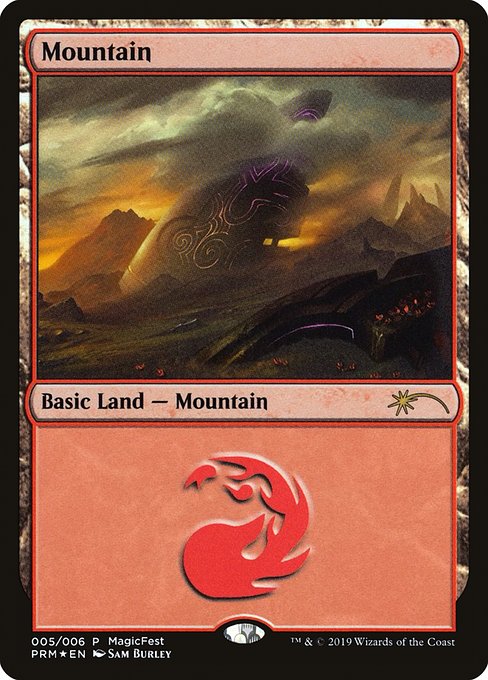 Mountain
Basic Land — Mountain
005/006 P MagicFest
PRM★EN Sam Burley
™ & © 2019 Wizards of the Coast